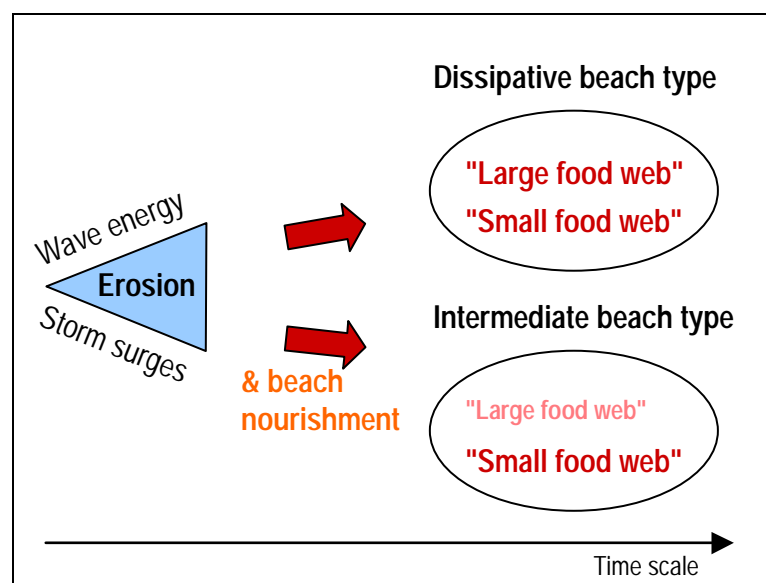 Dissipative beach type
"Large food web"
"Small food web"
Wave energy
Erosion
Storm surges
Intermediate beach type
& beach
nourishment
"Large food web"
"Small food web"
Time scale